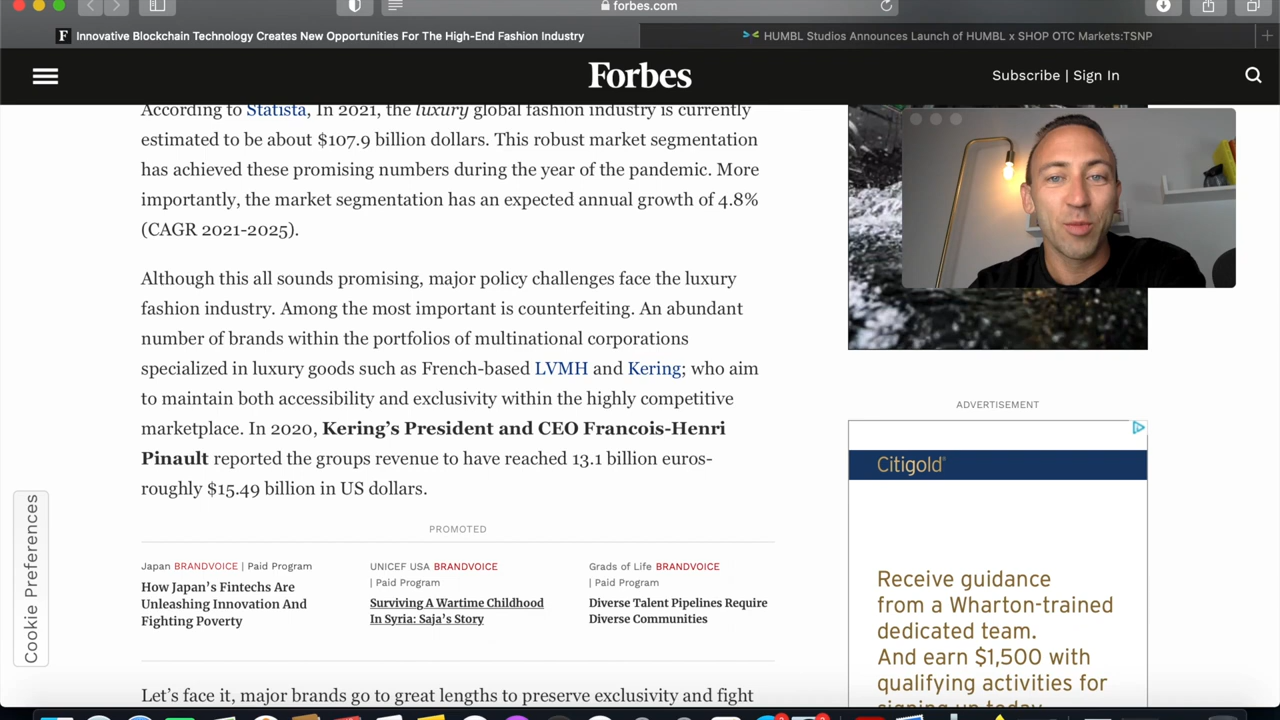 forbes.com
Innovative Blockchain Technology Creates New Opportunities For The High-End Fashion Industry
HUMBL Studios Announces Launch of HUMBL x SHOP OTC Markets:TSNP
Forbes
Subscribe | Sign In
According to Statista, In 2021, the luxury global fashion industry is currently
estimated to be about $107.9 billion dollars. This robust market segmentation
has achieved these promising numbers during the year of the pandemic. More
importantly, the market segmentation has an expected annual growth of 4.8%
(CAGR 2021-2025).
Although this all sounds promising, major policy challenges face the luxury
fashion industry. Among the most important is counterfeiting. An abundant
number of brands within the portfolios of multinational corporations
specialized in luxury goods such as French-based LVMH and Kering; who aim
to maintain both accessibility and exclusivity within the highly competitive
marketplace. In 2020, Kering's President and CEO Francois-Henri
Pinault reported the groups revenue to have reached 13.1 billion euros-
roughly $15.49 billion in US dollars.
PROMOTED
Japan BRANDVOICE | Paid Program
How Japan's Fintechs Are
Unleashing Innovation And
Fighting Poverty
UNICEF USA BRANDVOICE
| Paid Program
Surviving A Wartime Childhood
In Syria: Saja's Story
Grads of Life BRANDVOICE
| Paid Program
Diverse Talent Pipelines Require
Diverse Communities
Let's face it, major brands go to great lengths to preserve exclusivity and fight
ADVERTISEMENT
Citigold
Receive guidance
from a Wharton-trained
dedicated team.
And earn $1,500 with
qualifying activities for
signing up today
Cookie Preferences